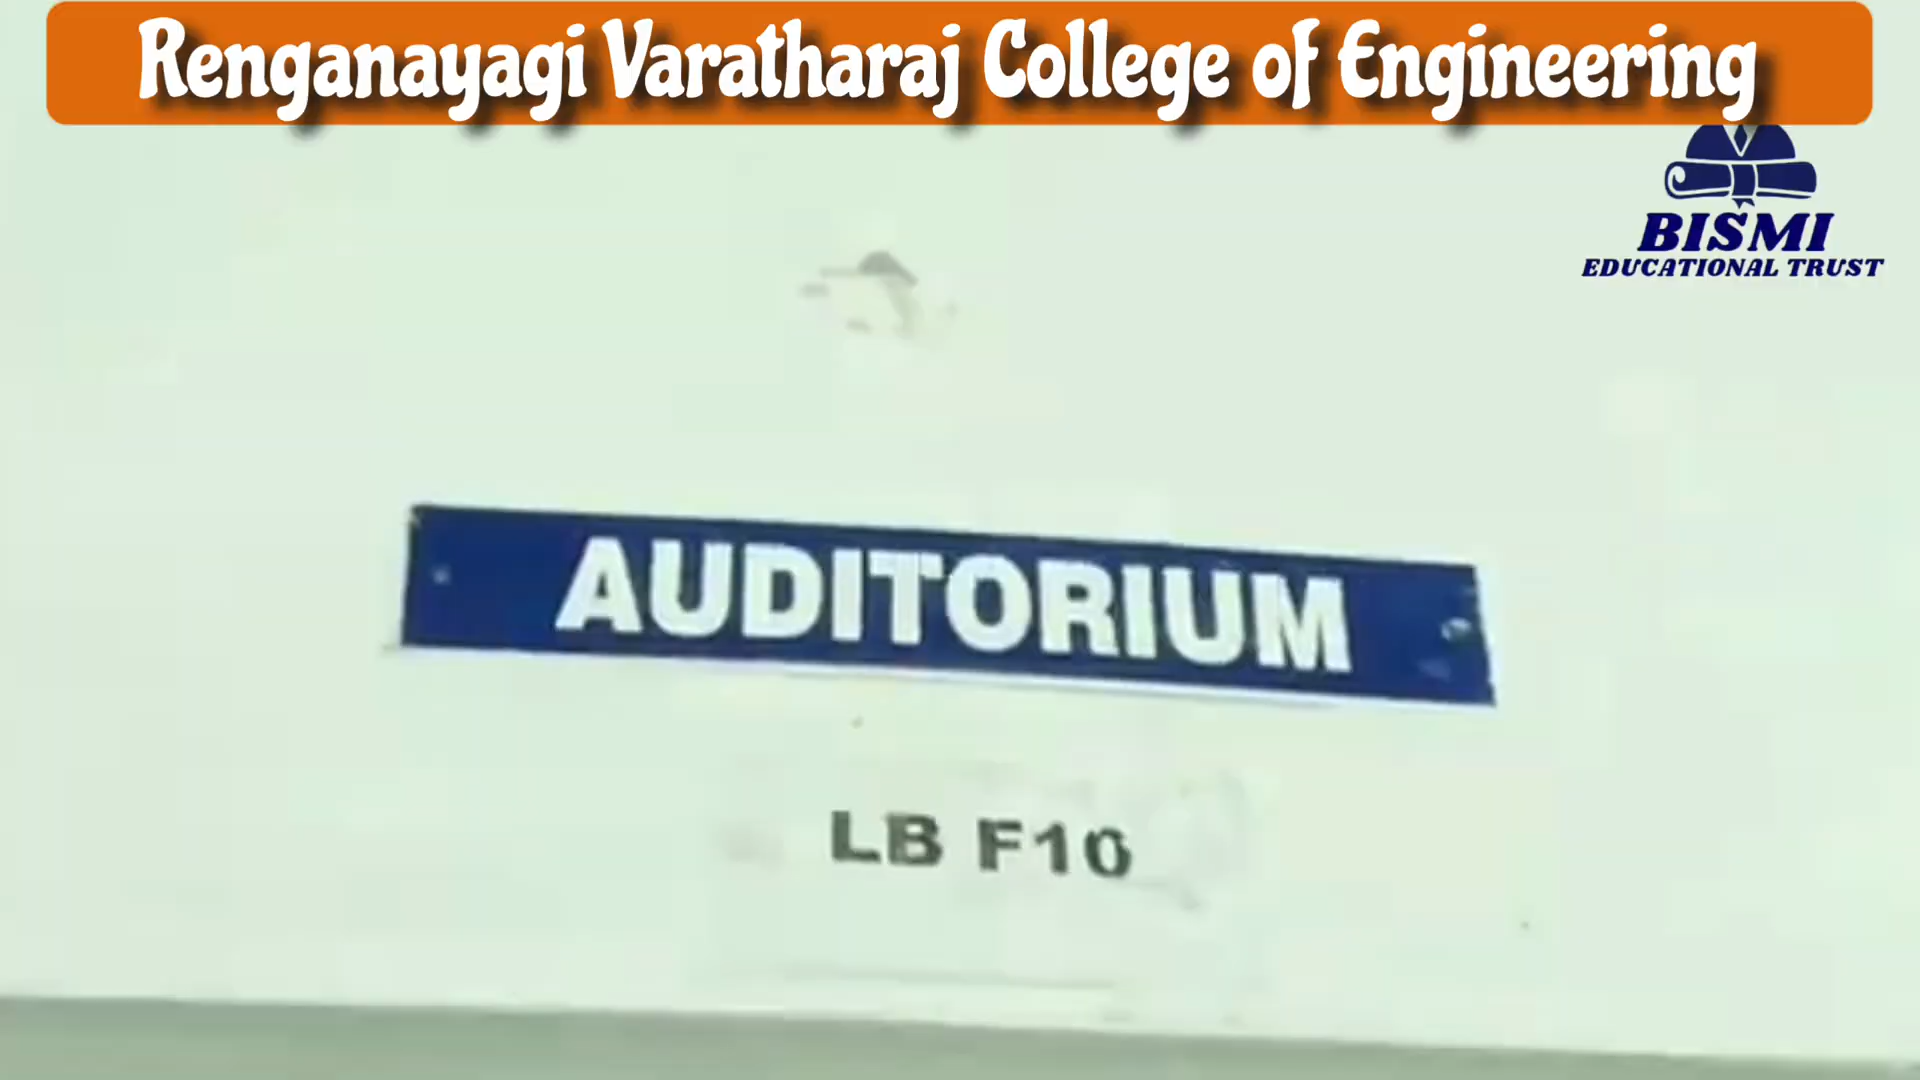 Renganayagi Varatharaj College of Engineering
BISMI
EDUCATIONAL TRUST
AUDITORIUM
LB F10